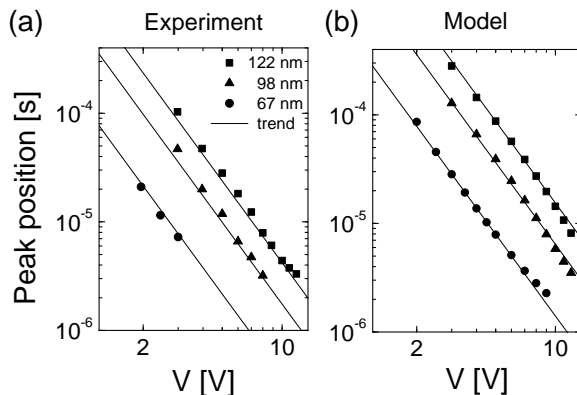 (a) Experiment (b) Model
Peak position [s]
10⁻⁴
10⁻⁵
10⁻⁶
122 nm
98 nm
67 nm
trend
10⁻⁴
10⁻⁵
10⁻⁶
2 10 2 10
V [V] V [V]